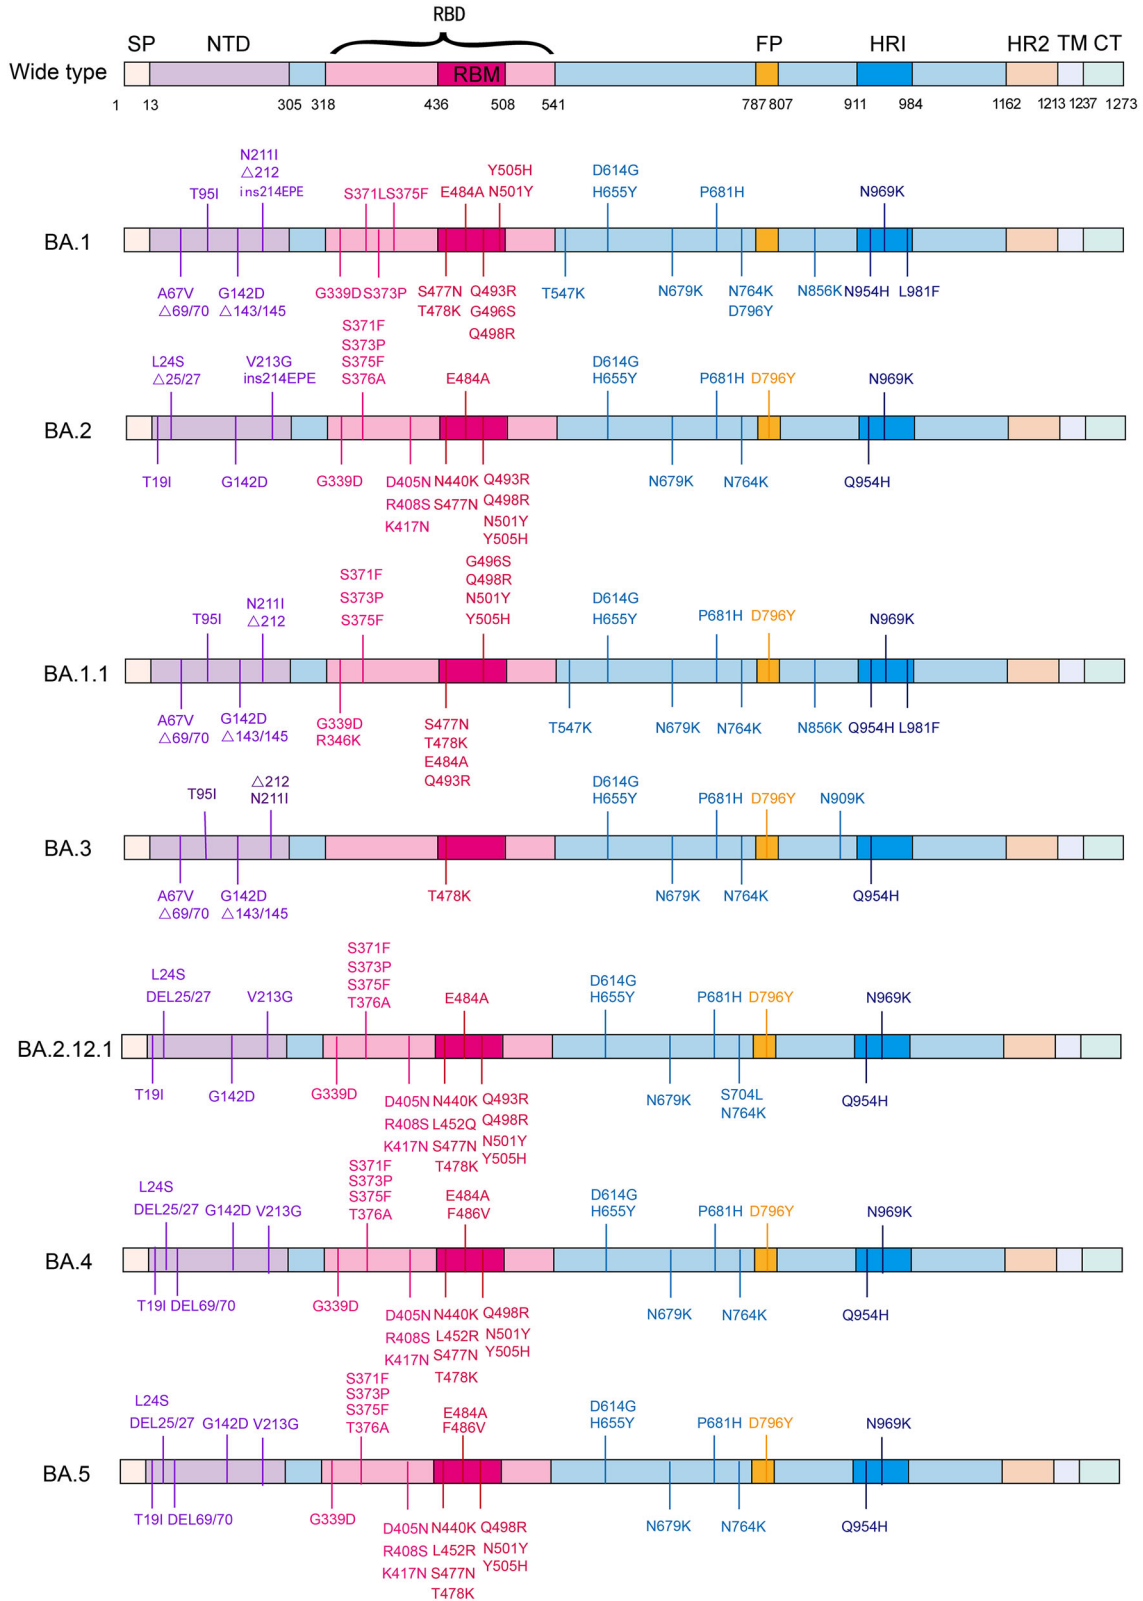 RBD
SP NTD FP HRI HR2 TM CT
Wide type RBM
1 13 305 318 436 508 541 787 807 911 984 1162 1213 1237 1273
N211I Y505H D614G
△212
T95I ins214EPE S371L S375F E484A N501Y H655Y P681H N969K
BA.1
A67V G142D G339D S373P S477N Q493R T547K N679K N764K N856K N954H L981F
△69/70 △143/145 T478K G496S D796Y
Q498R
S371F
S373P
L24S V213G S375F D614G
△25/27 ins214EPE S376A E484A H655Y P681H D796Y N969K
BA.2
T19I G142D G339D D405N N440K Q493R N679K N764K Q954H
R408S S477N Q498R
K417N N501Y
Y505H
G496S
S371F Q498R
N211I S373P N501Y D614G
T95I △212 S375F Y505H H655Y P681H D796Y N969K
BA.1.1
A67V G142D G339D S477N T547K N679K N764K N856K Q954H L981F
△69/70 △143/145 R346K T478K
E484A
Q493R
△212 D614G
T95I N211I H655Y P681H D796Y N909K
BA.3
A67V G142D T478K N679K N764K Q954H
△69/70 △143/145
S371F
L24S S373P D614G
S375F
DEL25/27 V213G T376A E484A H655Y P681H D796Y N969K
BA.2.12.1
T19I G142D G339D D405N N440K Q493R N679K S704L Q954H
R408S L452Q Q498R N764K
K417N S477N N501Y
T478K Y505H
S371F
S373P
L24S S375F E484A D614G
DEL25/27 G142D V213G T376A F486V H655Y P681H D796Y N969K
BA.4
T19I DEL69/70 G339D D405N N440K Q498R N679K N764K Q954H
R408S L452R N501Y
K417N S477N Y505H
T478K
S371F
S373P
L24S S375F E484A D614G
DEL25/27 G142D V213G T376A F486V H655Y P681H D796Y N969K
BA.5
T19I DEL69/70 G339D D405N N440K Q498R N679K N764K Q954H
R408S L452R N501Y
K417N S477N Y505H
T478K